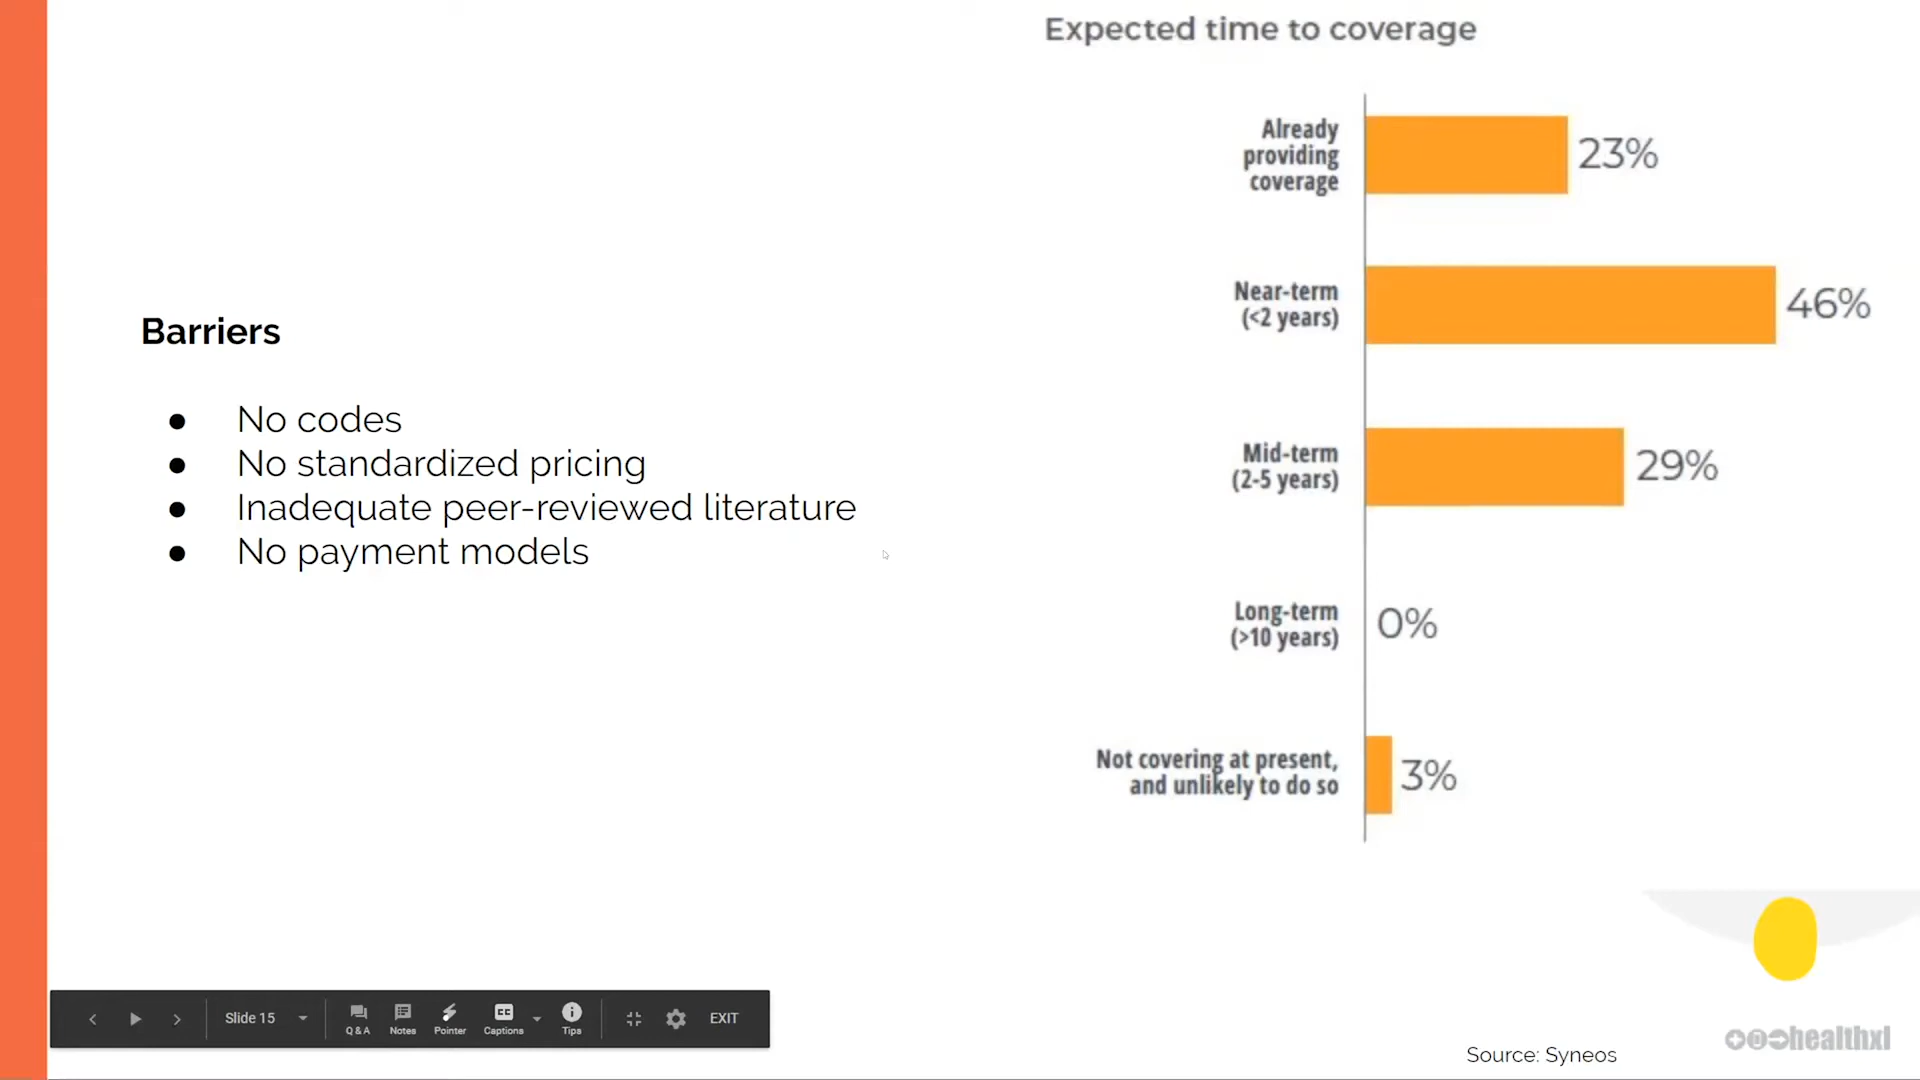 Expected time to coverage
Already
providing
coverage
23%
Near-term
(<2 years)
46%
Barriers
● No codes
● No standardized pricing
● Inadequate peer-reviewed literature
● No payment models
Mid-term
(2-5 years)
29%
Long-term
(>10 years)
0%
Not covering at present,
and unlikely to do so
3%
Slide 15
Q & A
Notes
Pointer
CC
Captions
Tips
EXIT
Source: Syneos
healthxl